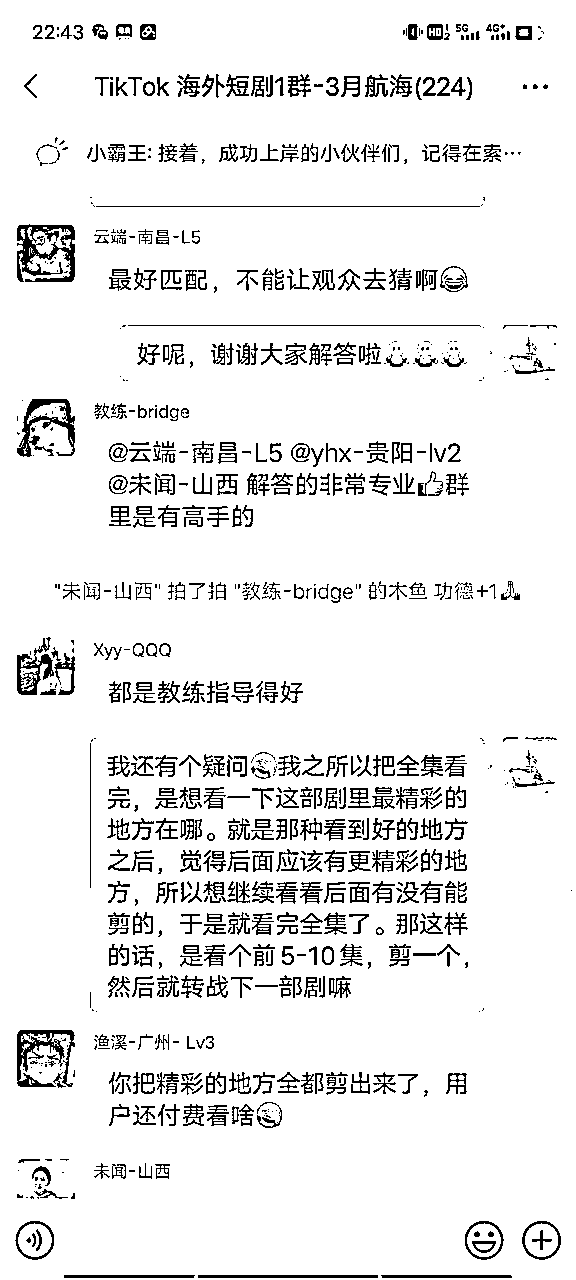 22:43
HD 5G 4G+
TikTok 海外短剧1群-3月航海(224)
小霸王: 接着，成功上岸的小伙伴们，记得在索…
云端-南昌-L5
最好匹配，不能让观众去猜啊
好呢，谢谢大家解答啦
教练-bridge
@云端-南昌-L5 @yhx-贵阳-lv2
@未闻-山西 解答的非常专业👍群
里是有高手的
"未闻-山西" 拍了拍 "教练-bridge" 的木鱼 功德+1🙏
Xyy-QQQ
都是教练指导得好
我还有个疑问我之所以把全集看
完，是想看一下这部剧里最精彩的
地方在哪。就是那种看到好的地方
之后，觉得后面应该有更精彩的地
方，所以想继续看看后面有没有能
剪的，于是就看完全集了。那这样
的话，是看个前 5-10 集，剪一个，
然后就转战下一部剧嘛
渔溪-广州- Lv3
你把精彩的地方全都剪出来了，用
户还付费看啥
未闻-山西